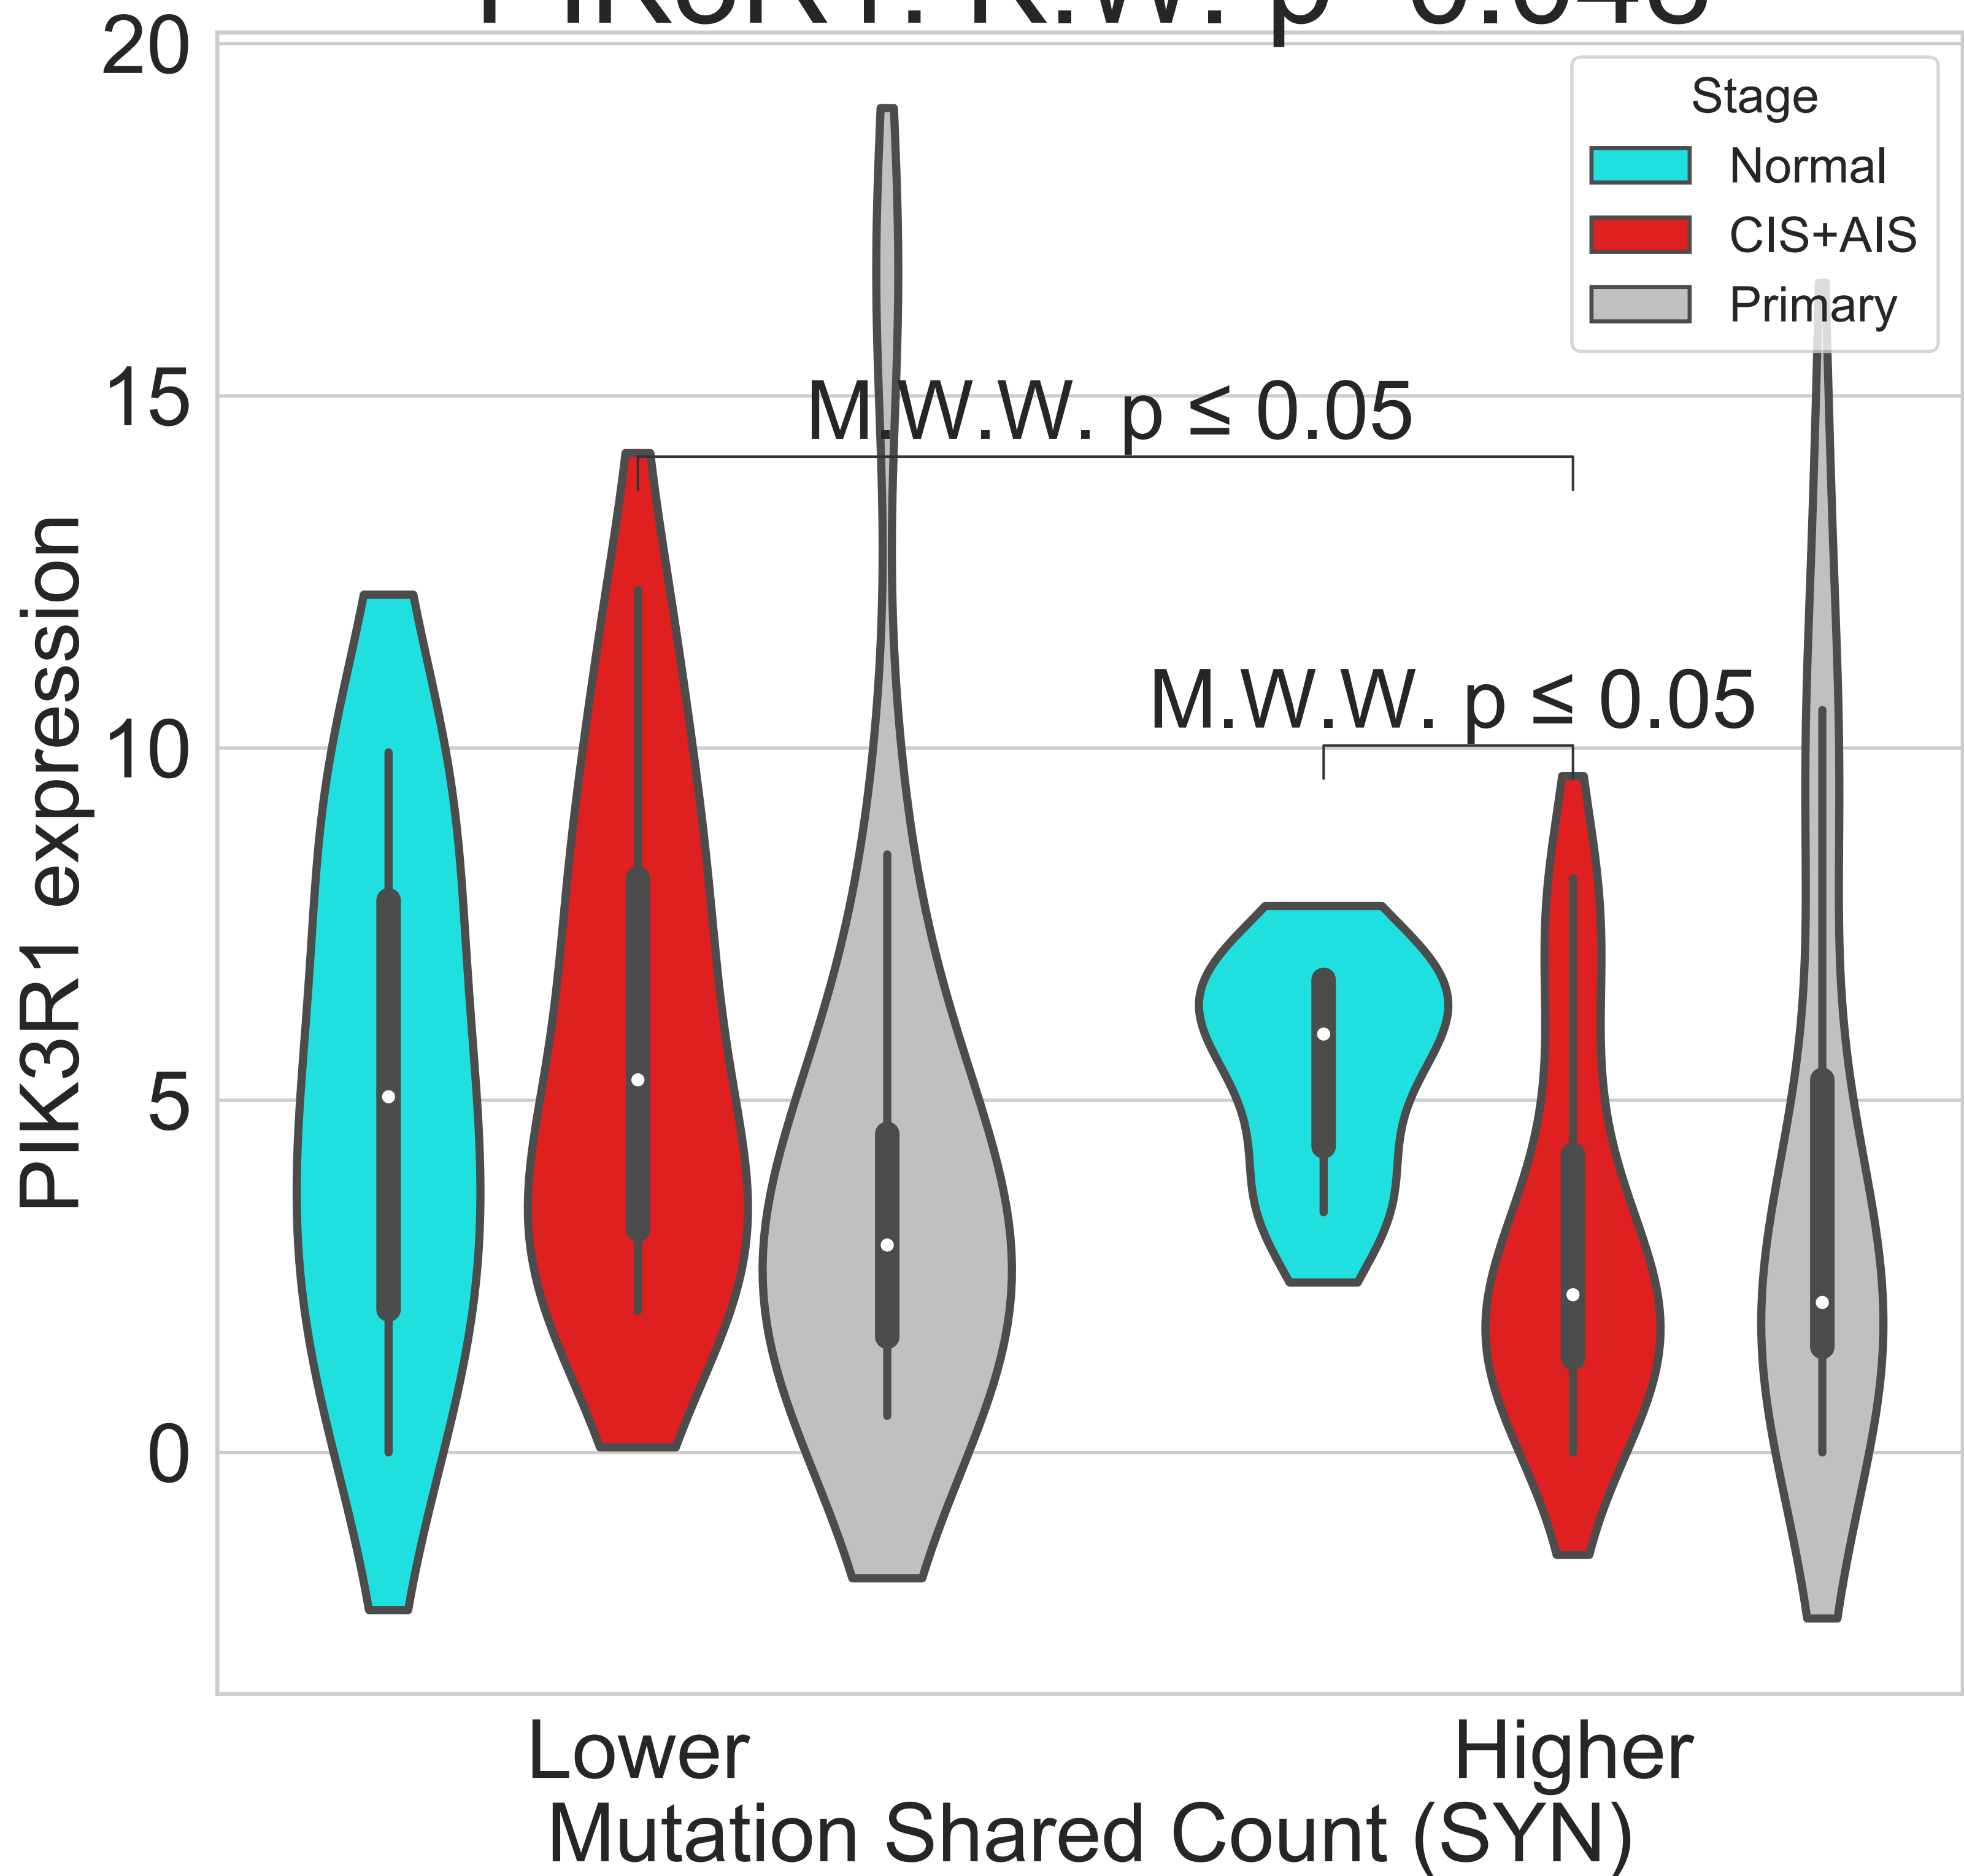 20
Stage
Normal
CIS+AIS
Primary
15
M.W.W. p ≤ 0.05
M.W.W. p ≤ 0.05
10
5
0
PIK3R1 expression
Lower
Higher
Mutation Shared Count (SYN)